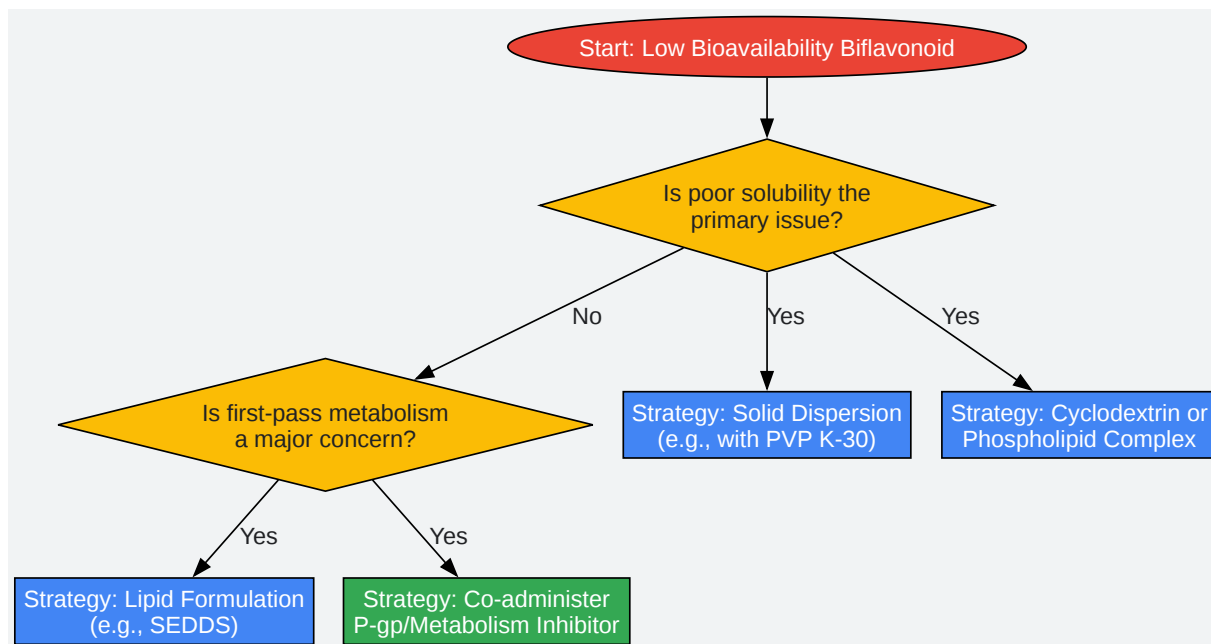 Start: Low Bioavailability Biflavonoid
Is poor solubility the
primary issue?
No
Yes
Yes
Is first-pass metabolism
a major concern?
Strategy: Solid Dispersion
(e.g., with PVP K-30)
Strategy: Cyclodextrin or
Phospholipid Complex
Yes
Yes
Strategy: Lipid Formulation
(e.g., SEDDS)
Strategy: Co-administer
P-gp/Metabolism Inhibitor